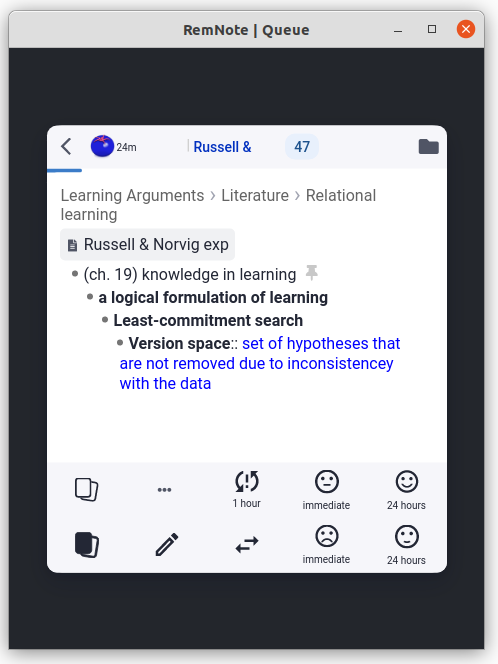 RemNote | Queue
24m
Russell &
47
Learning Arguments › Literature › Relational
learning
Russell & Norvig exp
(ch. 19) knowledge in learning
a logical formulation of learning
Least-commitment search
Version space:: set of hypotheses that
are not removed due to inconsistencey
with the data
1 hour
immediate
24 hours
immediate
24 hours